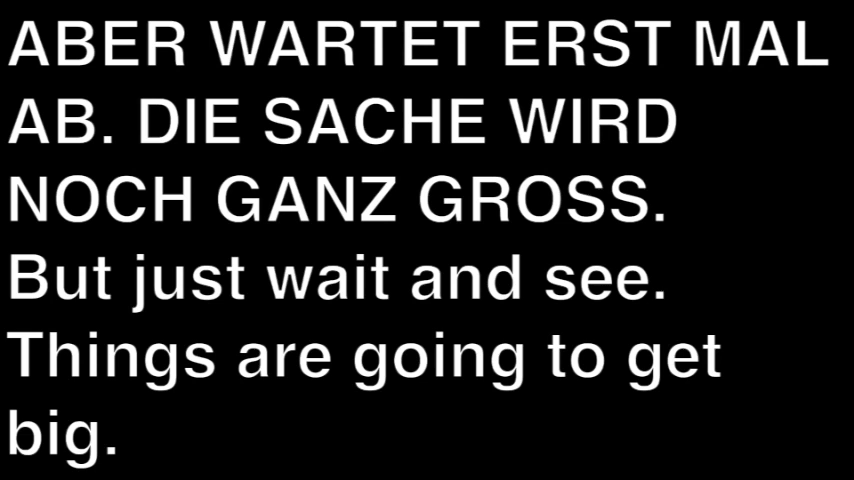 ABER WARTET ERST MAL
AB. DIE SACHE WIRD
NOCH GANZ GROSS.
But just wait and see.
Things are going to get
big.